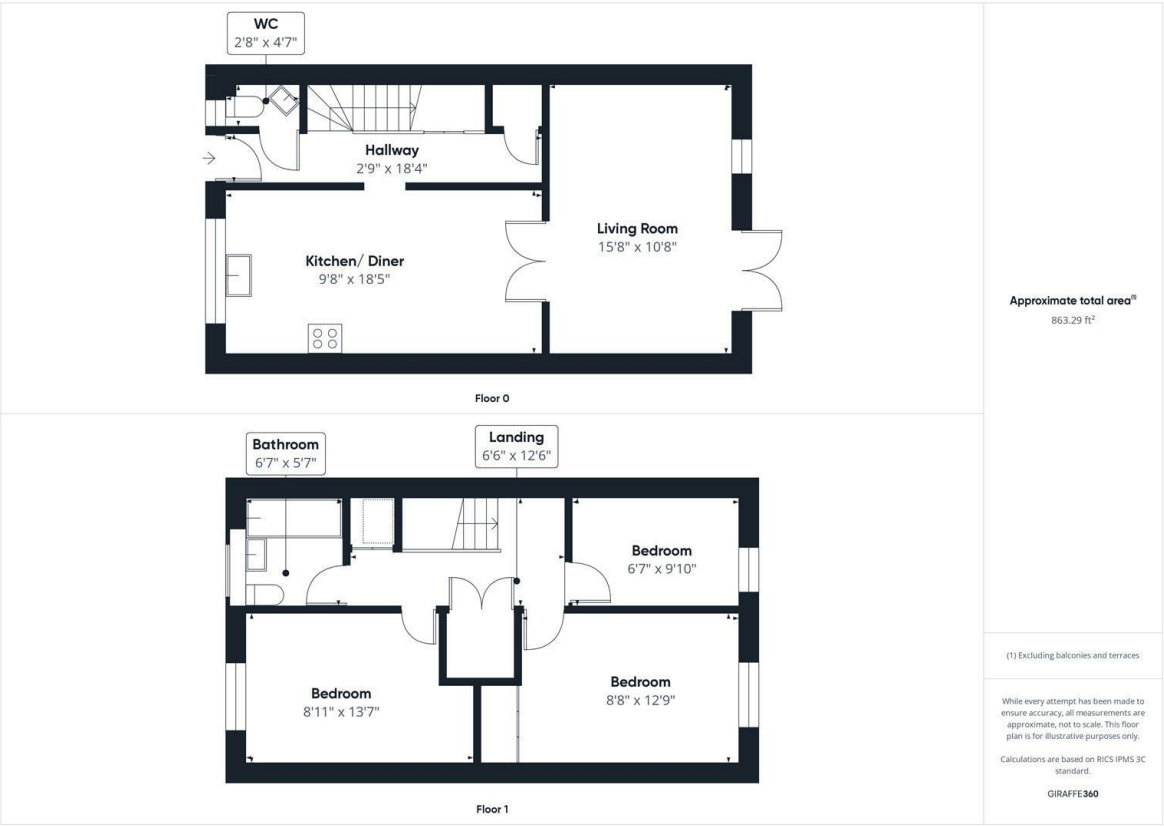 WC
2'8" x 4'7"
Hallway
2'9" x 18'4"
Living Room
15'8" x 10'8"
Kitchen/ Diner
9'8" x 18'5"
Floor 0
Bathroom
6'7" x 5'7"
Landing
6'6" x 12'6"
Bedroom
6'7" x 9'10"
Bedroom
8'11" x 13'7"
Bedroom
8'8" x 12'9"
Floor 1
Approximate total area(1)
863.29 ft²
(1) Excluding balconies and terraces
While every attempt has been made to
ensure accuracy, all measurements are
approximate, not to scale. This floor
plan is for illustrative purposes only.
Calculations are based on RICS IPMS 3C
standard.
GIRAFFE360